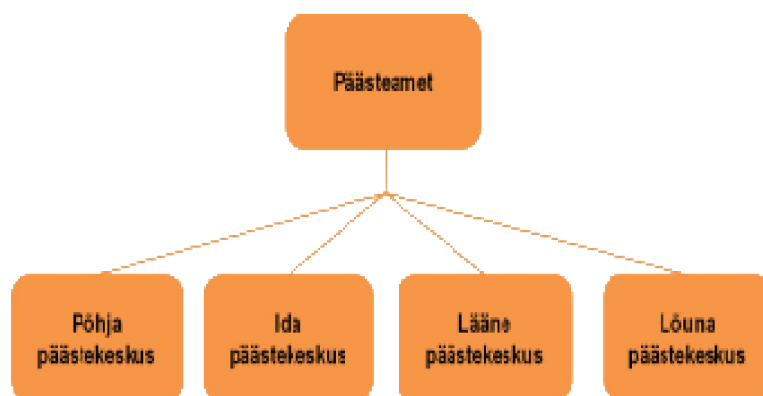 Päästeamet
Põhja
päästekeskus
Ida
päästekeskus
Lääne
päästekeskus
Lõuna
päästekeskus